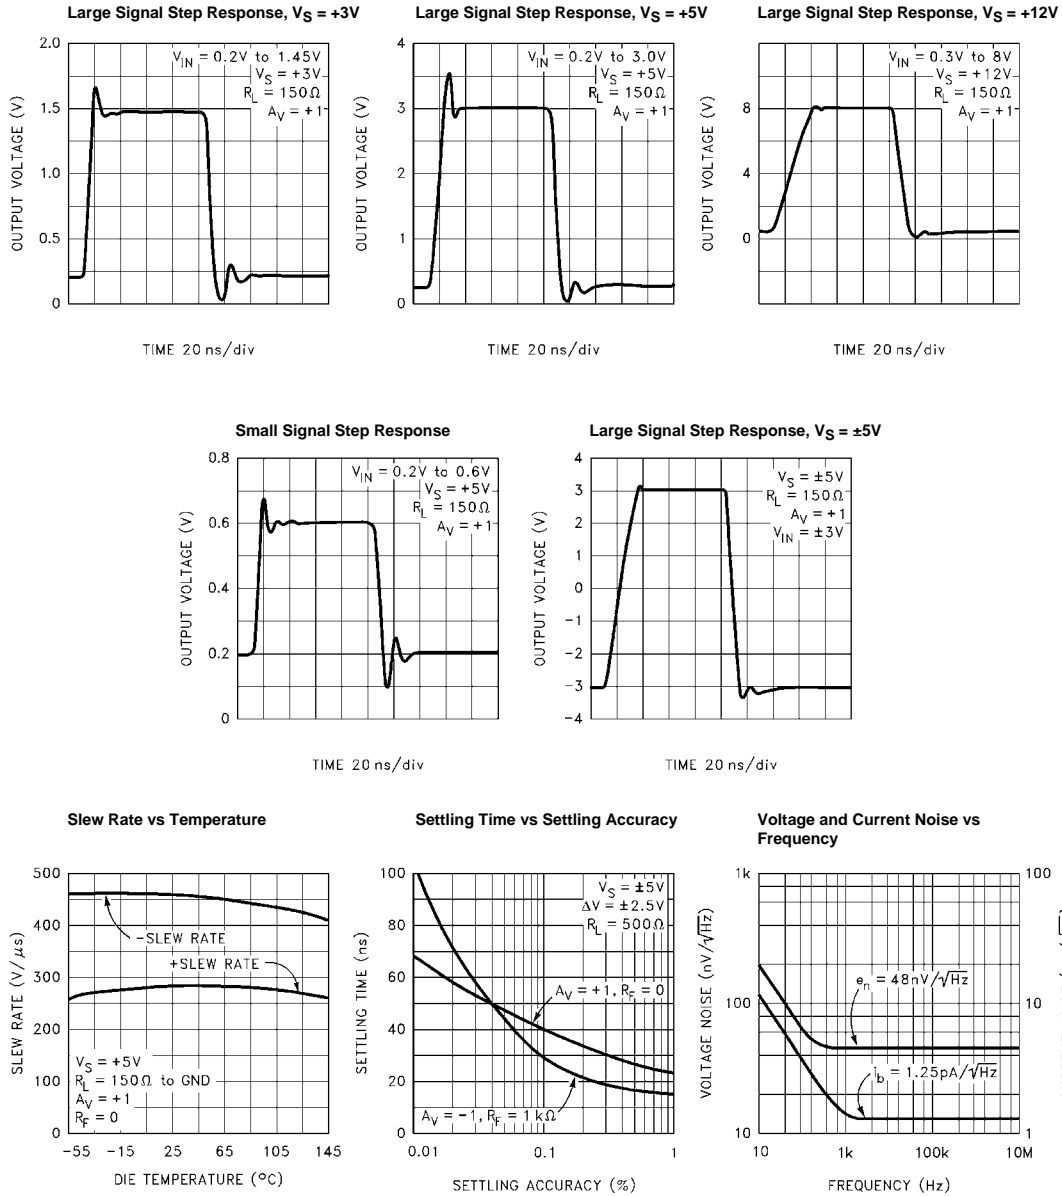 Large Signal Step Response, VS = +3V
2.0
1.5
1.0
0.5
0
OUTPUT VOLTAGE (V)
VIN = 0.2V to 1.45V
VS = +3V
RL = 150Ω
AV = +1
TIME 20 ns/div
Large Signal Step Response, VS = +5V
4
3
2
1
0
OUTPUT VOLTAGE (V)
VIN = 0.2V to 3.0V
VS = +5V
RL = 150Ω
AV = +1
TIME 20 ns/div
Large Signal Step Response, VS = +12V
8
4
0
OUTPUT VOLTAGE (V)
VIN = 0.3V to 8V
VS = +12V
RL = 150Ω
AV = +1
TIME 20 ns/div
Small Signal Step Response
0.8
0.6
0.4
0.2
0
OUTPUT VOLTAGE (V)
VIN = 0.2V to 0.6V
VS = +5V
RL = 150Ω
AV = +1
TIME 20 ns/div
Large Signal Step Response, VS = ±5V
4
3
2
1
0
−1
−2
−3
−4
OUTPUT VOLTAGE (V)
VS = ±5V
RL = 150Ω
AV = +1
VIN = ±3V
TIME 20 ns/div
Slew Rate vs Temperature
500
400
300
200
100
0
SLEW RATE (V/μs)
−SLEW RATE
+SLEW RATE
VS = +5V
RL = 150Ω to GND
AV = +1
RF = 0
−55 −15 25 65 105 145
DIE TEMPERATURE (°C)
Settling Time vs Settling Accuracy
100
80
60
40
20
0
SETTLING TIME (ns)
VS = ±5V
ΔV = ±2.5V
RL = 500Ω
AV = +1, RF = 0
AV = −1, RF = 1 kΩ
0.01 0.1 1
SETTLING ACCURACY (%)
Voltage and Current Noise vs
Frequency
1k
100
10
VOLTAGE NOISE (nV/√Hz)
en = 48nV/√Hz
ib = 1.25pA/√Hz
100
10
1
10 1k 100k 10M
FREQUENCY (Hz)